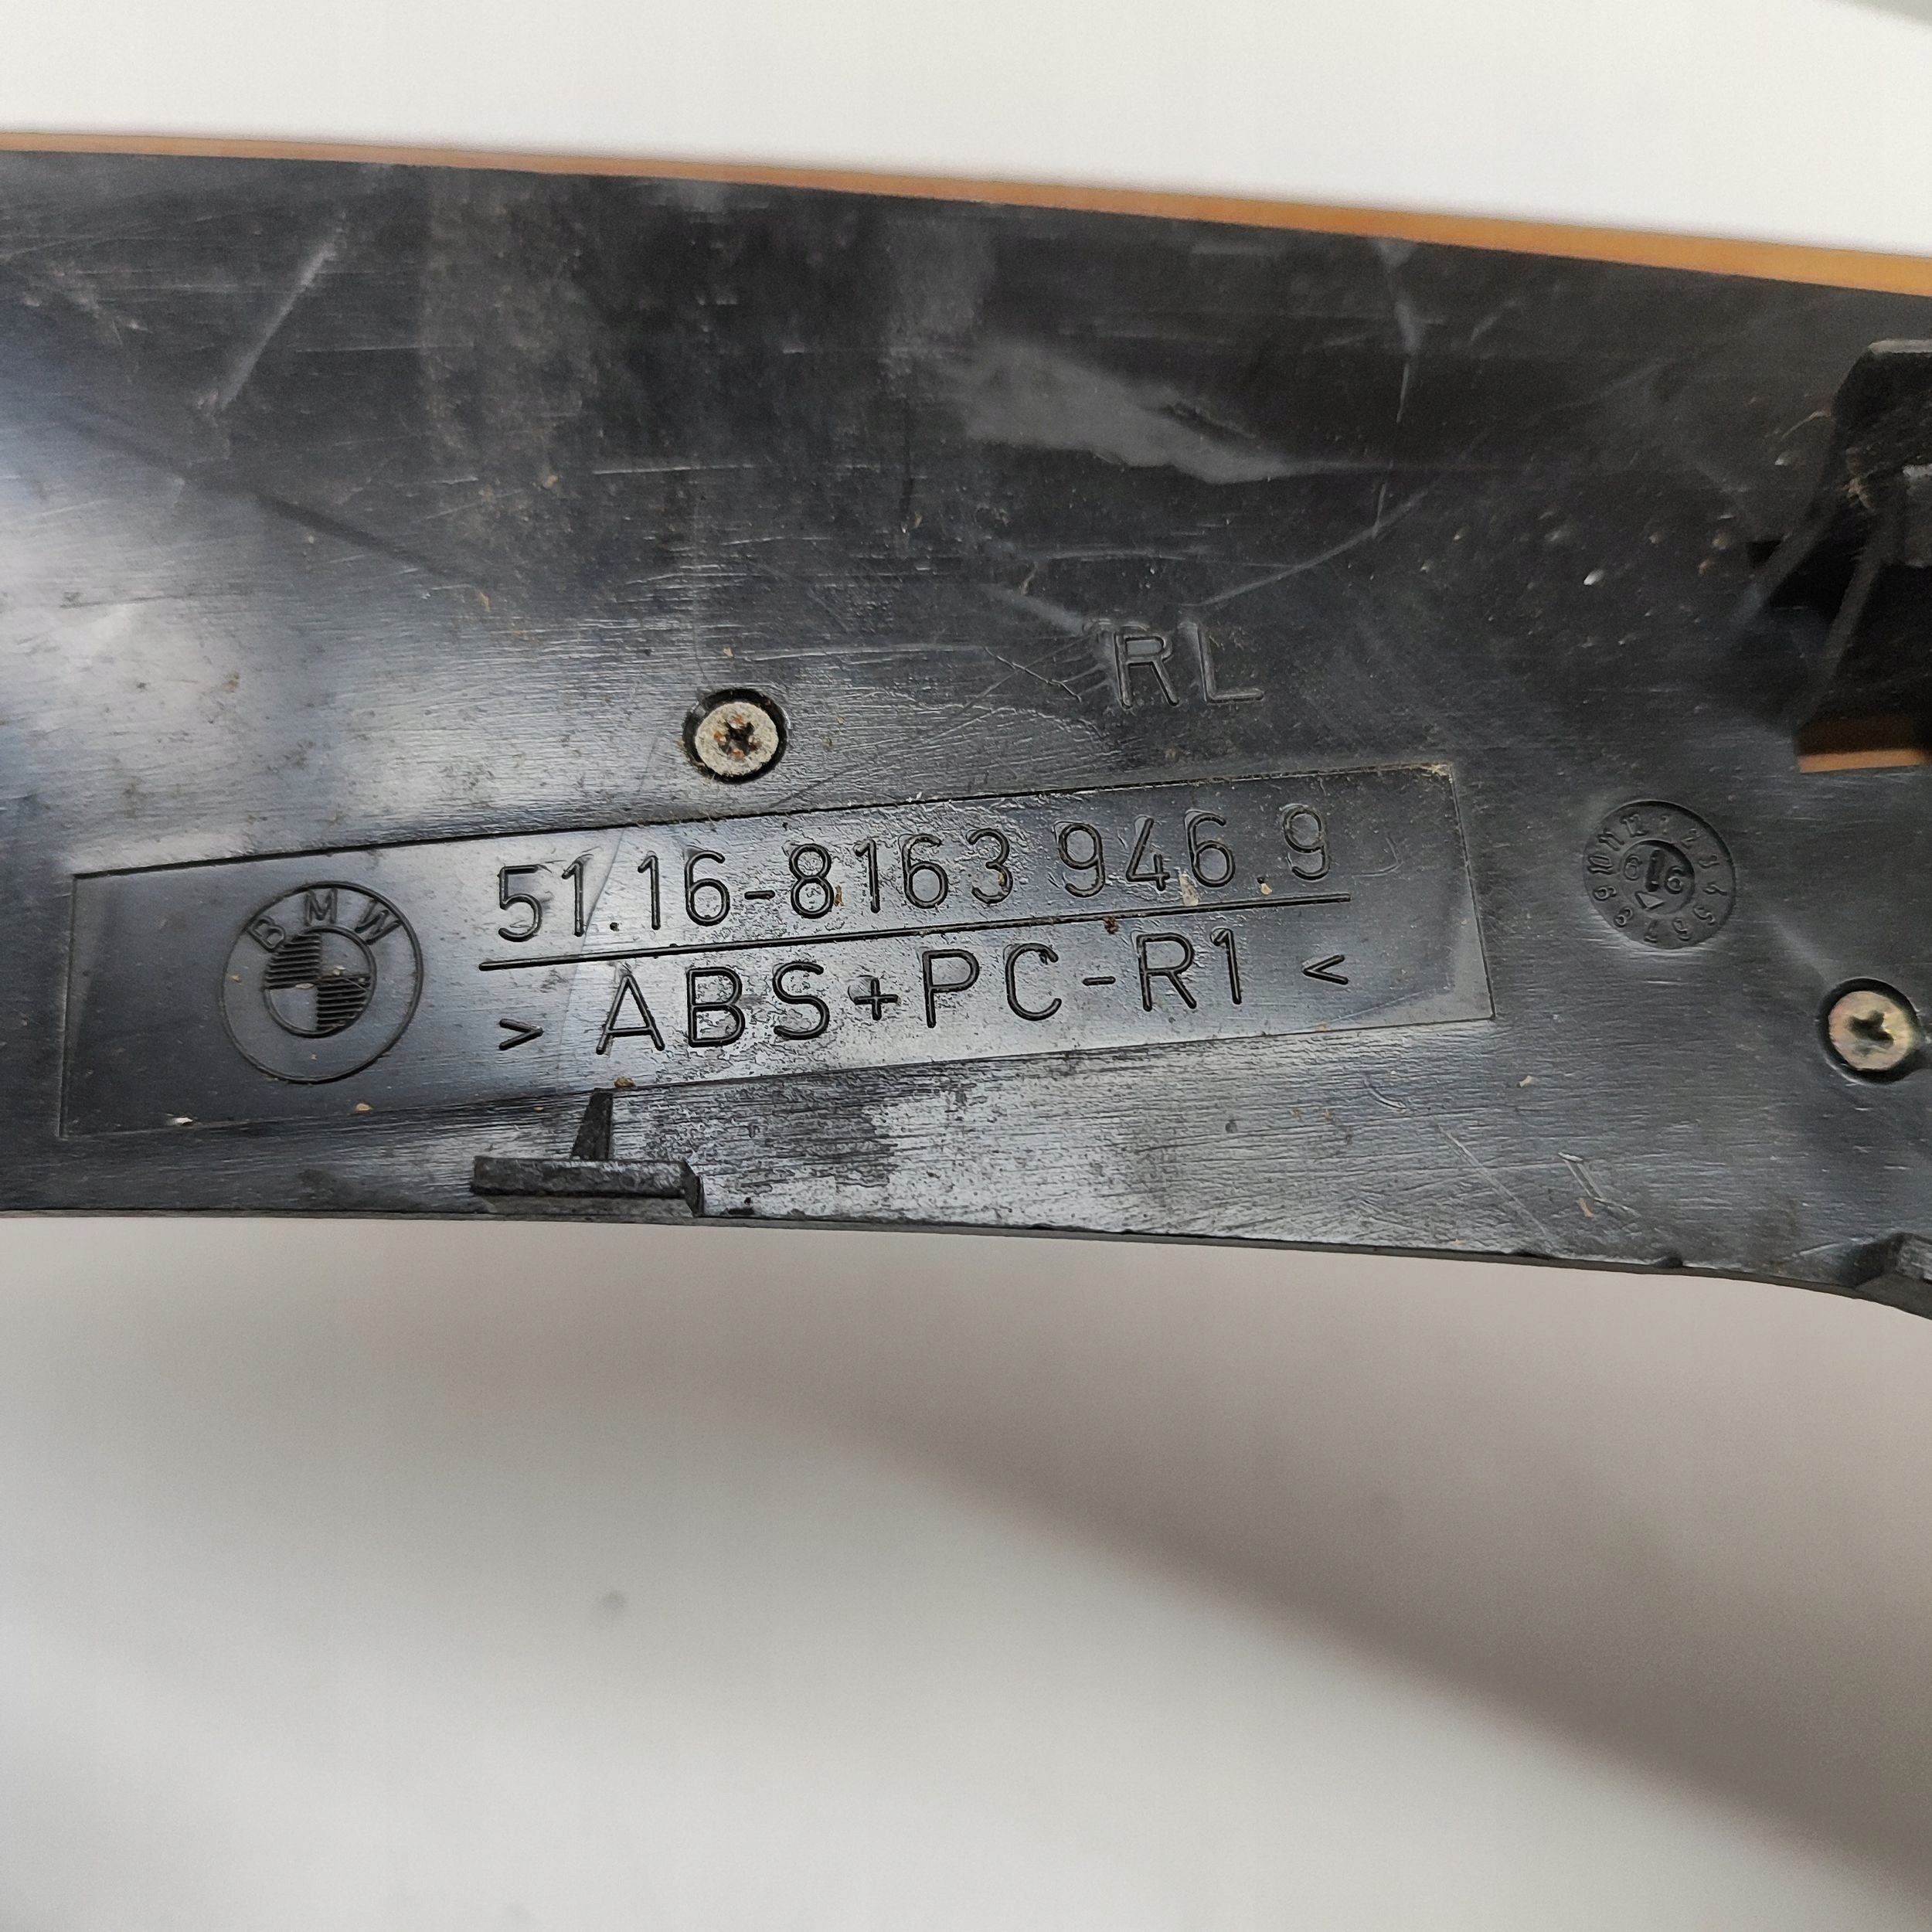 RL
BMW
51.16-8163 946.9
> ABS+PC-R1 <